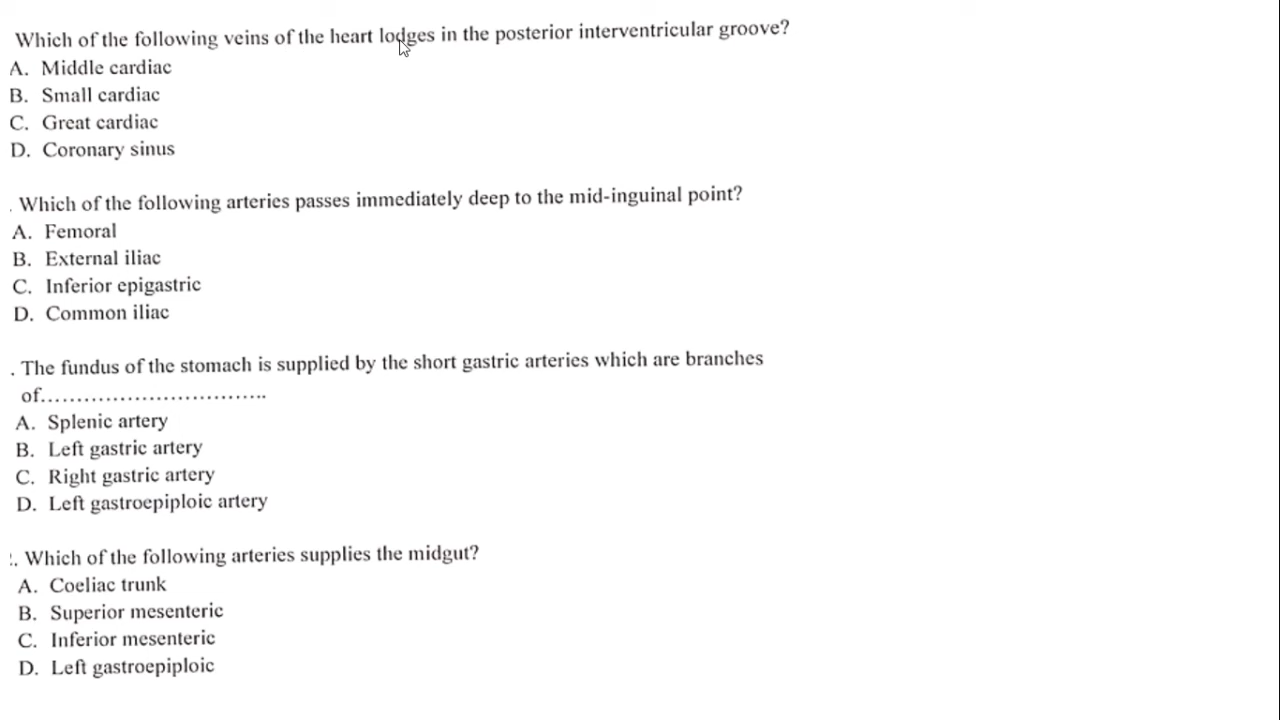 Which of the following veins of the heart lodges in the posterior interventricular groove?
A. Middle cardiac
B. Small cardiac
C. Great cardiac
D. Coronary sinus
. Which of the following arteries passes immediately deep to the mid-inguinal point?
A. Femoral
B. External iliac
C. Inferior epigastric
D. Common iliac
. The fundus of the stomach is supplied by the short gastric arteries which are branches
of…………………………..
A. Splenic artery
B. Left gastric artery
C. Right gastric artery
D. Left gastroepiploic artery
. Which of the following arteries supplies the midgut?
A. Coeliac trunk
B. Superior mesenteric
C. Inferior mesenteric
D. Left gastroepiploic